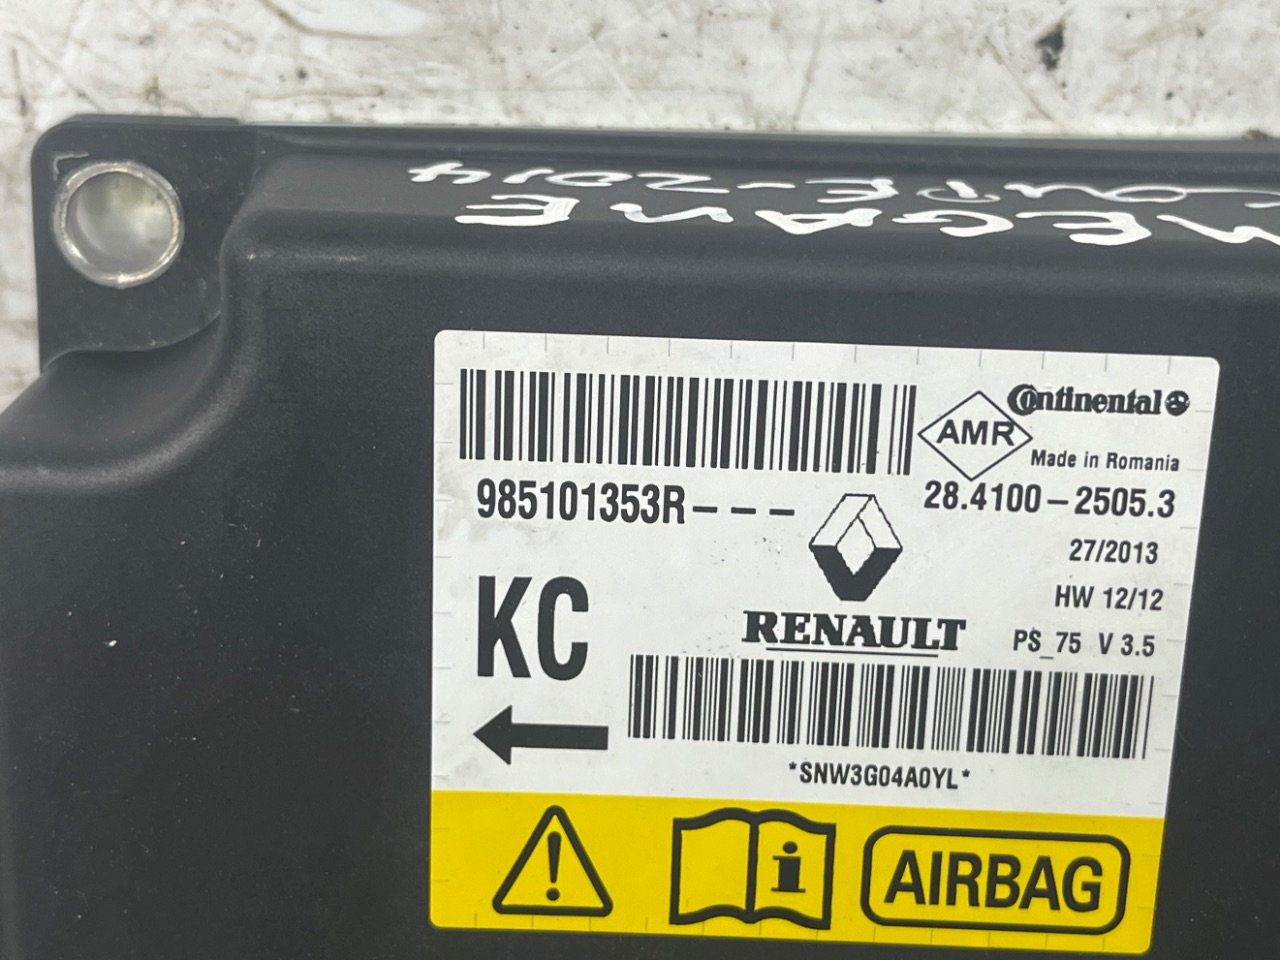 COUPE-2014
MEGANE
Continental
AMR
Made in Romania
985101353R---
28.4100-2505.3
27/2013
HW 12/12
KC
RENAULT
PS_75 V 3.5
*SNW3G04A0YL*
AIRBAG